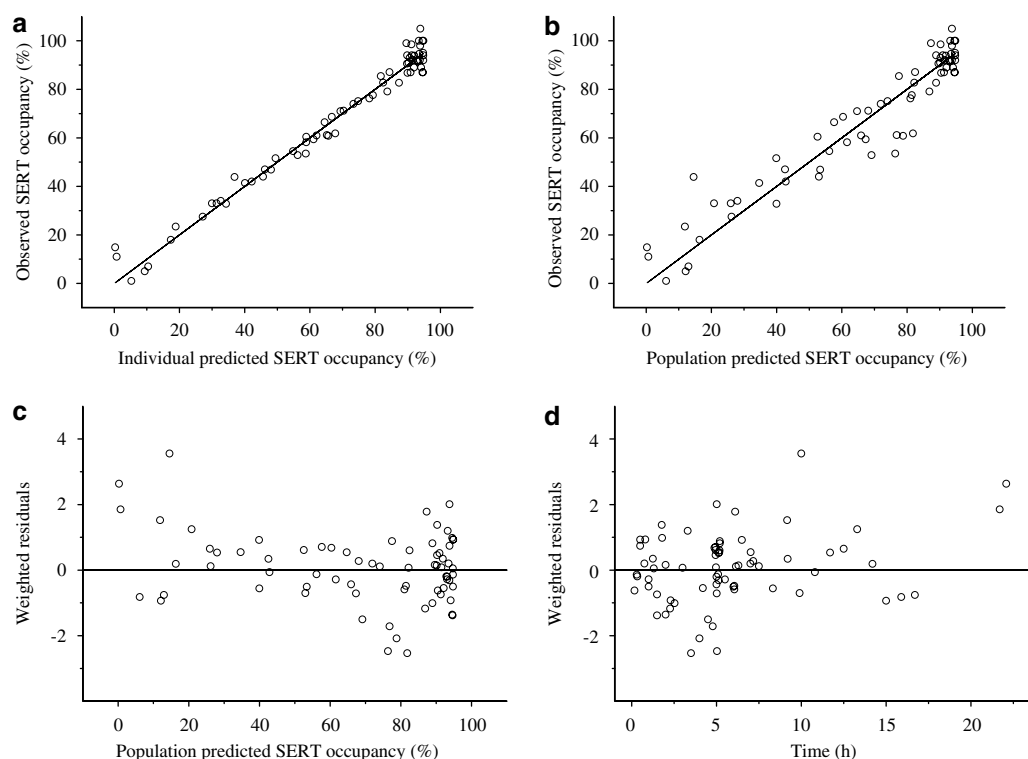 a
Observed SERT occupancy (%)
100
80
60
40
20
0
0 20 40 60 80 100
Individual predicted SERT occupancy (%)
b
Observed SERT occupancy (%)
100
80
60
40
20
0
0 20 40 60 80 100
Population predicted SERT occupancy (%)
c
Weighted residuals
4
2
0
-2
0 20 40 60 80 100
Population predicted SERT occupancy (%)
d
Weighted residuals
4
2
0
-2
0 5 10 15 20
Time (h)